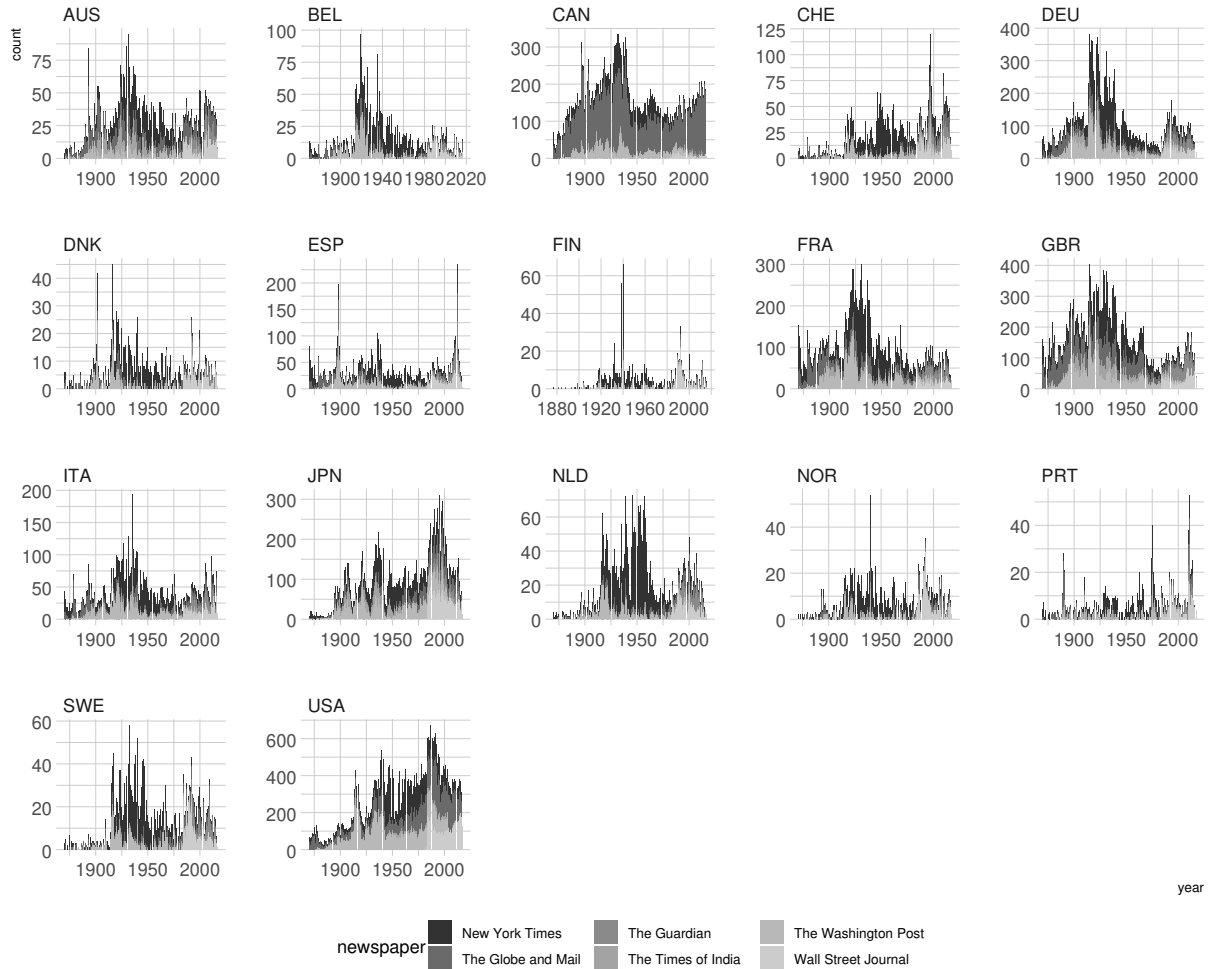 AUS BEL CAN CHE DEU
count
75 50 25 0
100 75 50 25 0
300 200 100 0
125 100 75 50 25 0
400 300 200 100 0
1900 1950 2000
1900 1940 1980 2020
1900 1950 2000
1900 1950 2000
1900 1950 2000
DNK ESP FIN FRA GBR
40 30 20 10 0
200 150 100 50 0
60 40 20 0
300 200 100 0
400 300 200 100 0
1900 1950 2000
1900 1950 2000
1880 1920 1960 2000
1900 1950 2000
1900 1950 2000
ITA JPN NLD NOR PRT
200 150 100 50 0
300 200 100 0
60 40 20 0
40 20 0
40 20 0
1900 1950 2000
1900 1950 2000
1900 1950 2000
1900 1950 2000
1900 1950 2000
SWE USA
60 40 20 0
600 400 200 0
1900 1950 2000
1900 1950 2000
year
newspaper
New York Times The Guardian The Washington Post
The Globe and Mail The Times of India Wall Street Journal